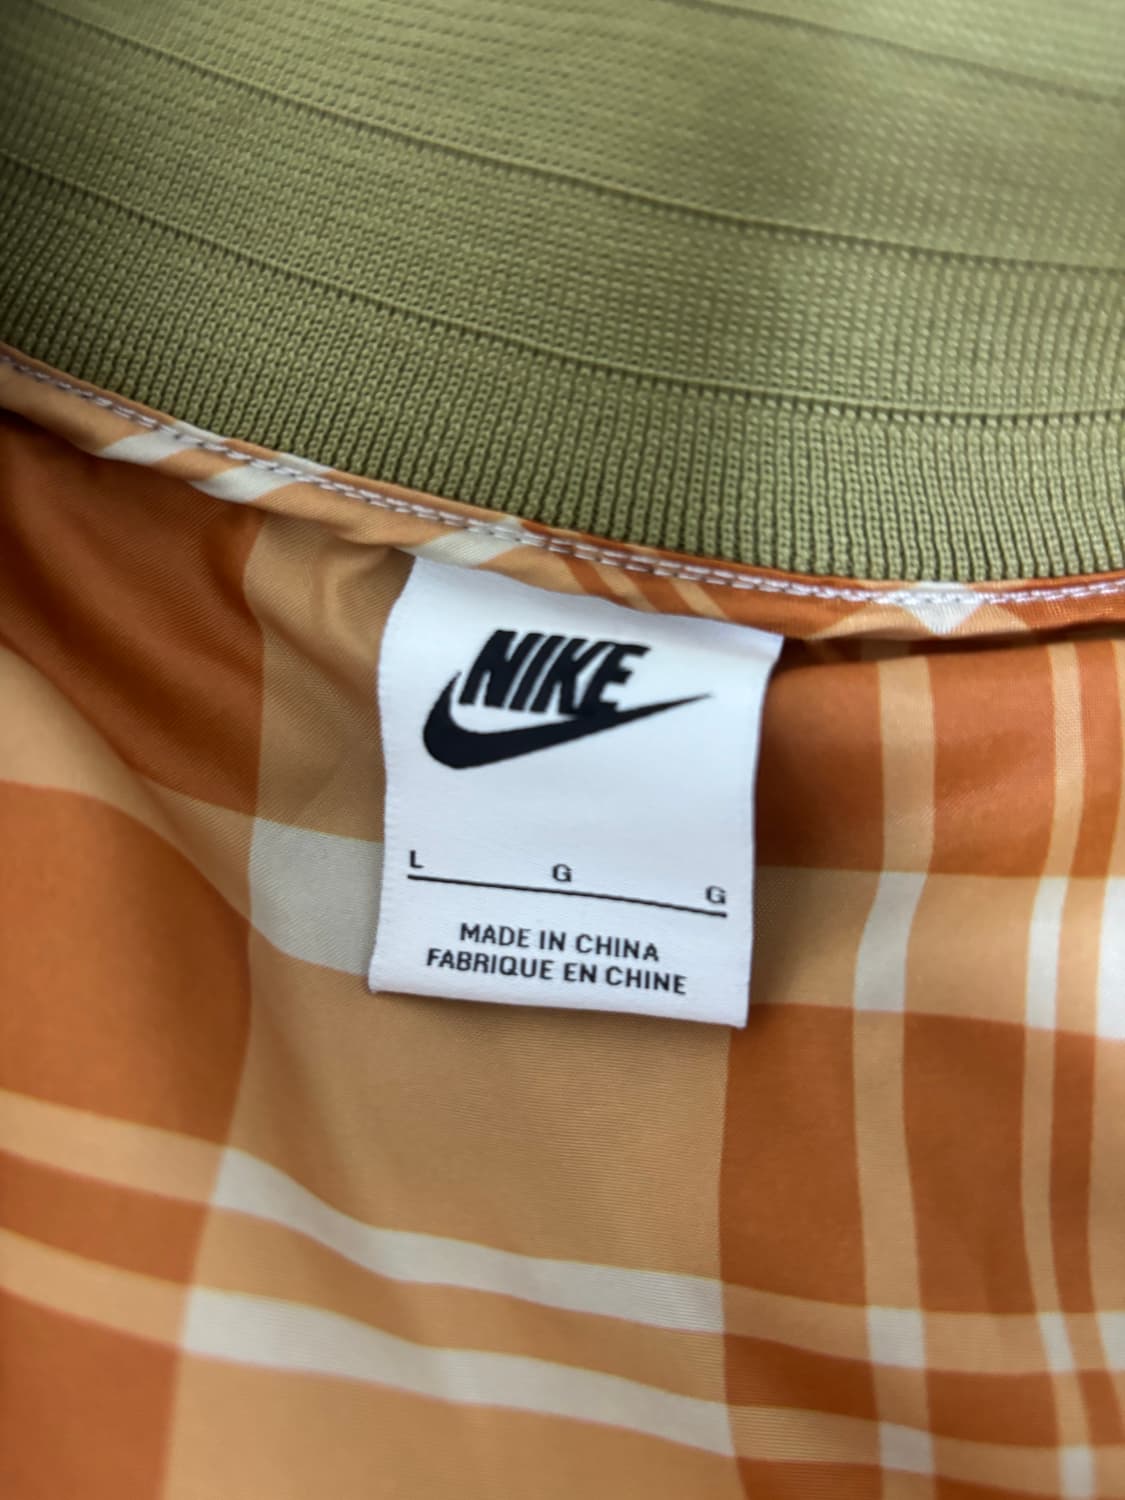 NIKE
L G G
MADE IN CHINA
FABRIQUE EN CHINE